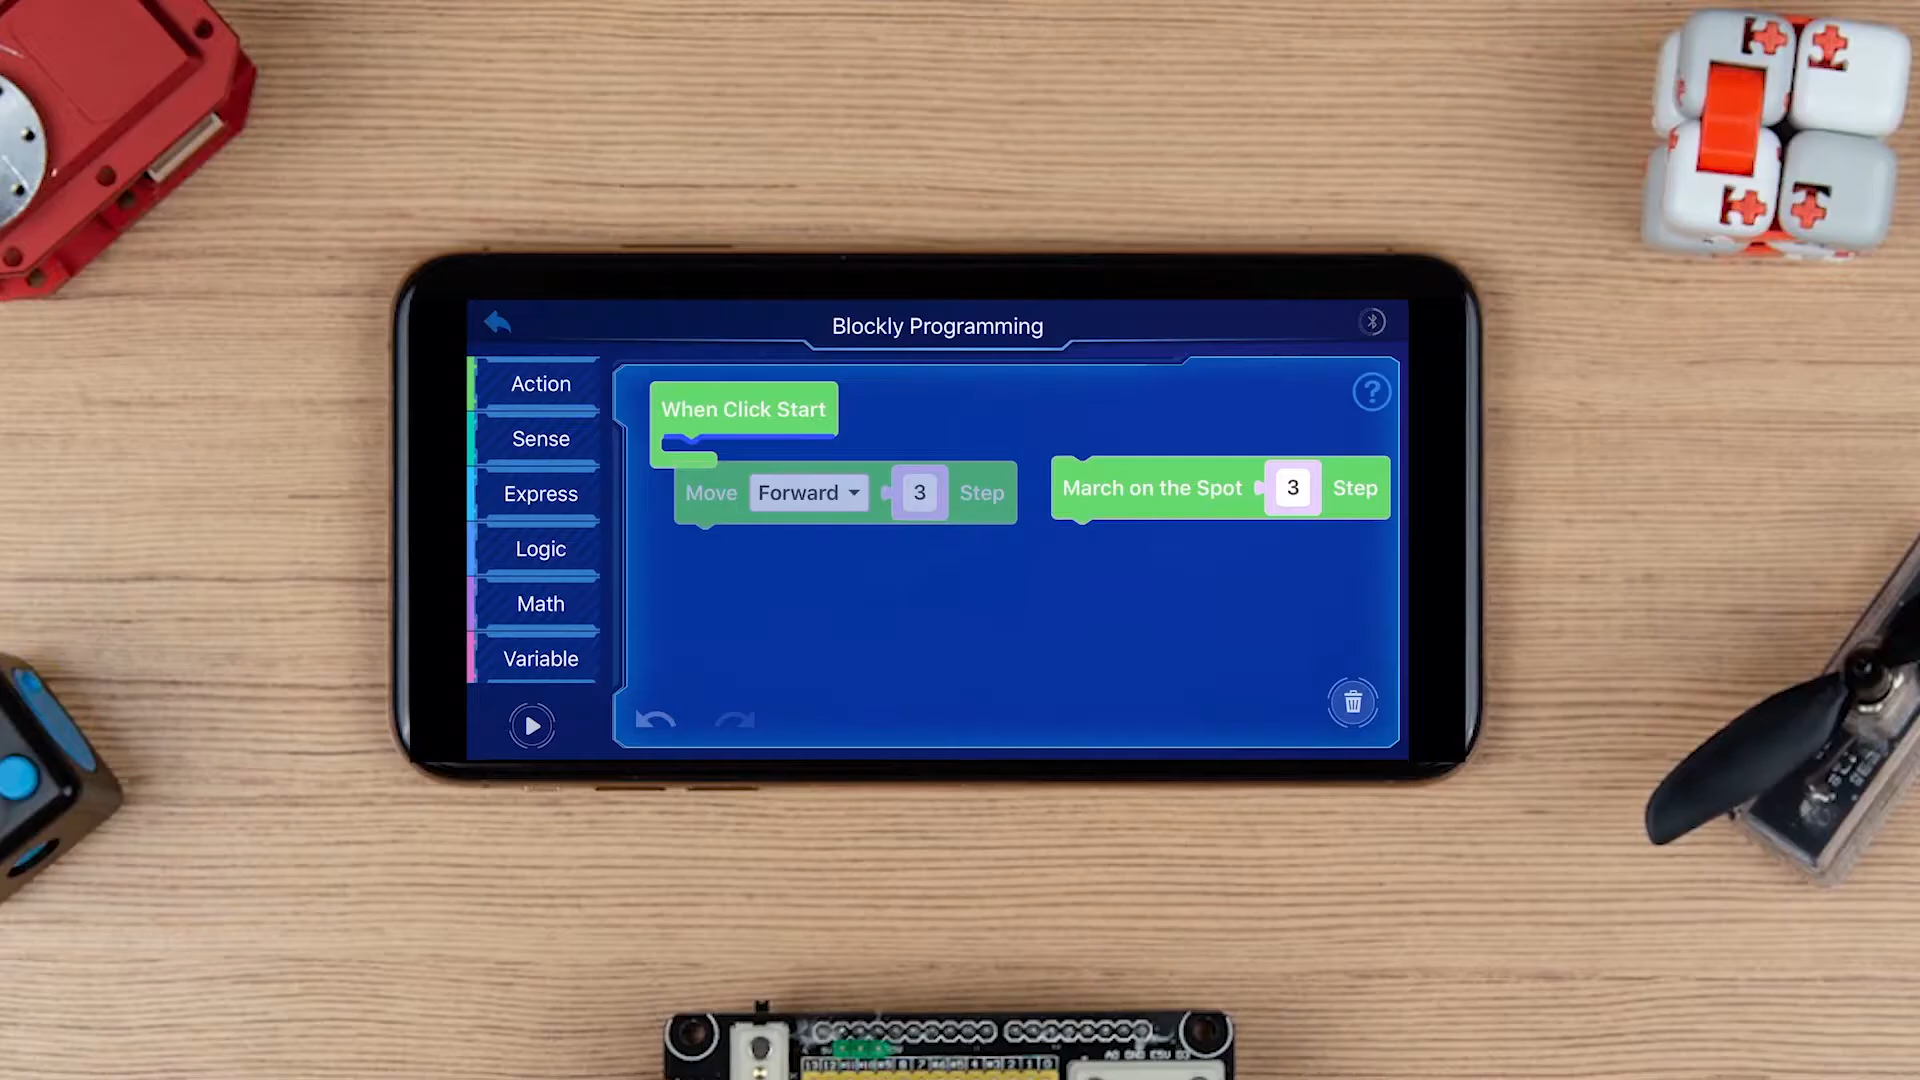 Blockly Programming
Action
Sense
Express
Logic
Math
Variable
When Click Start
Move Forward 3 Step
March on the Spot 3 Step
?